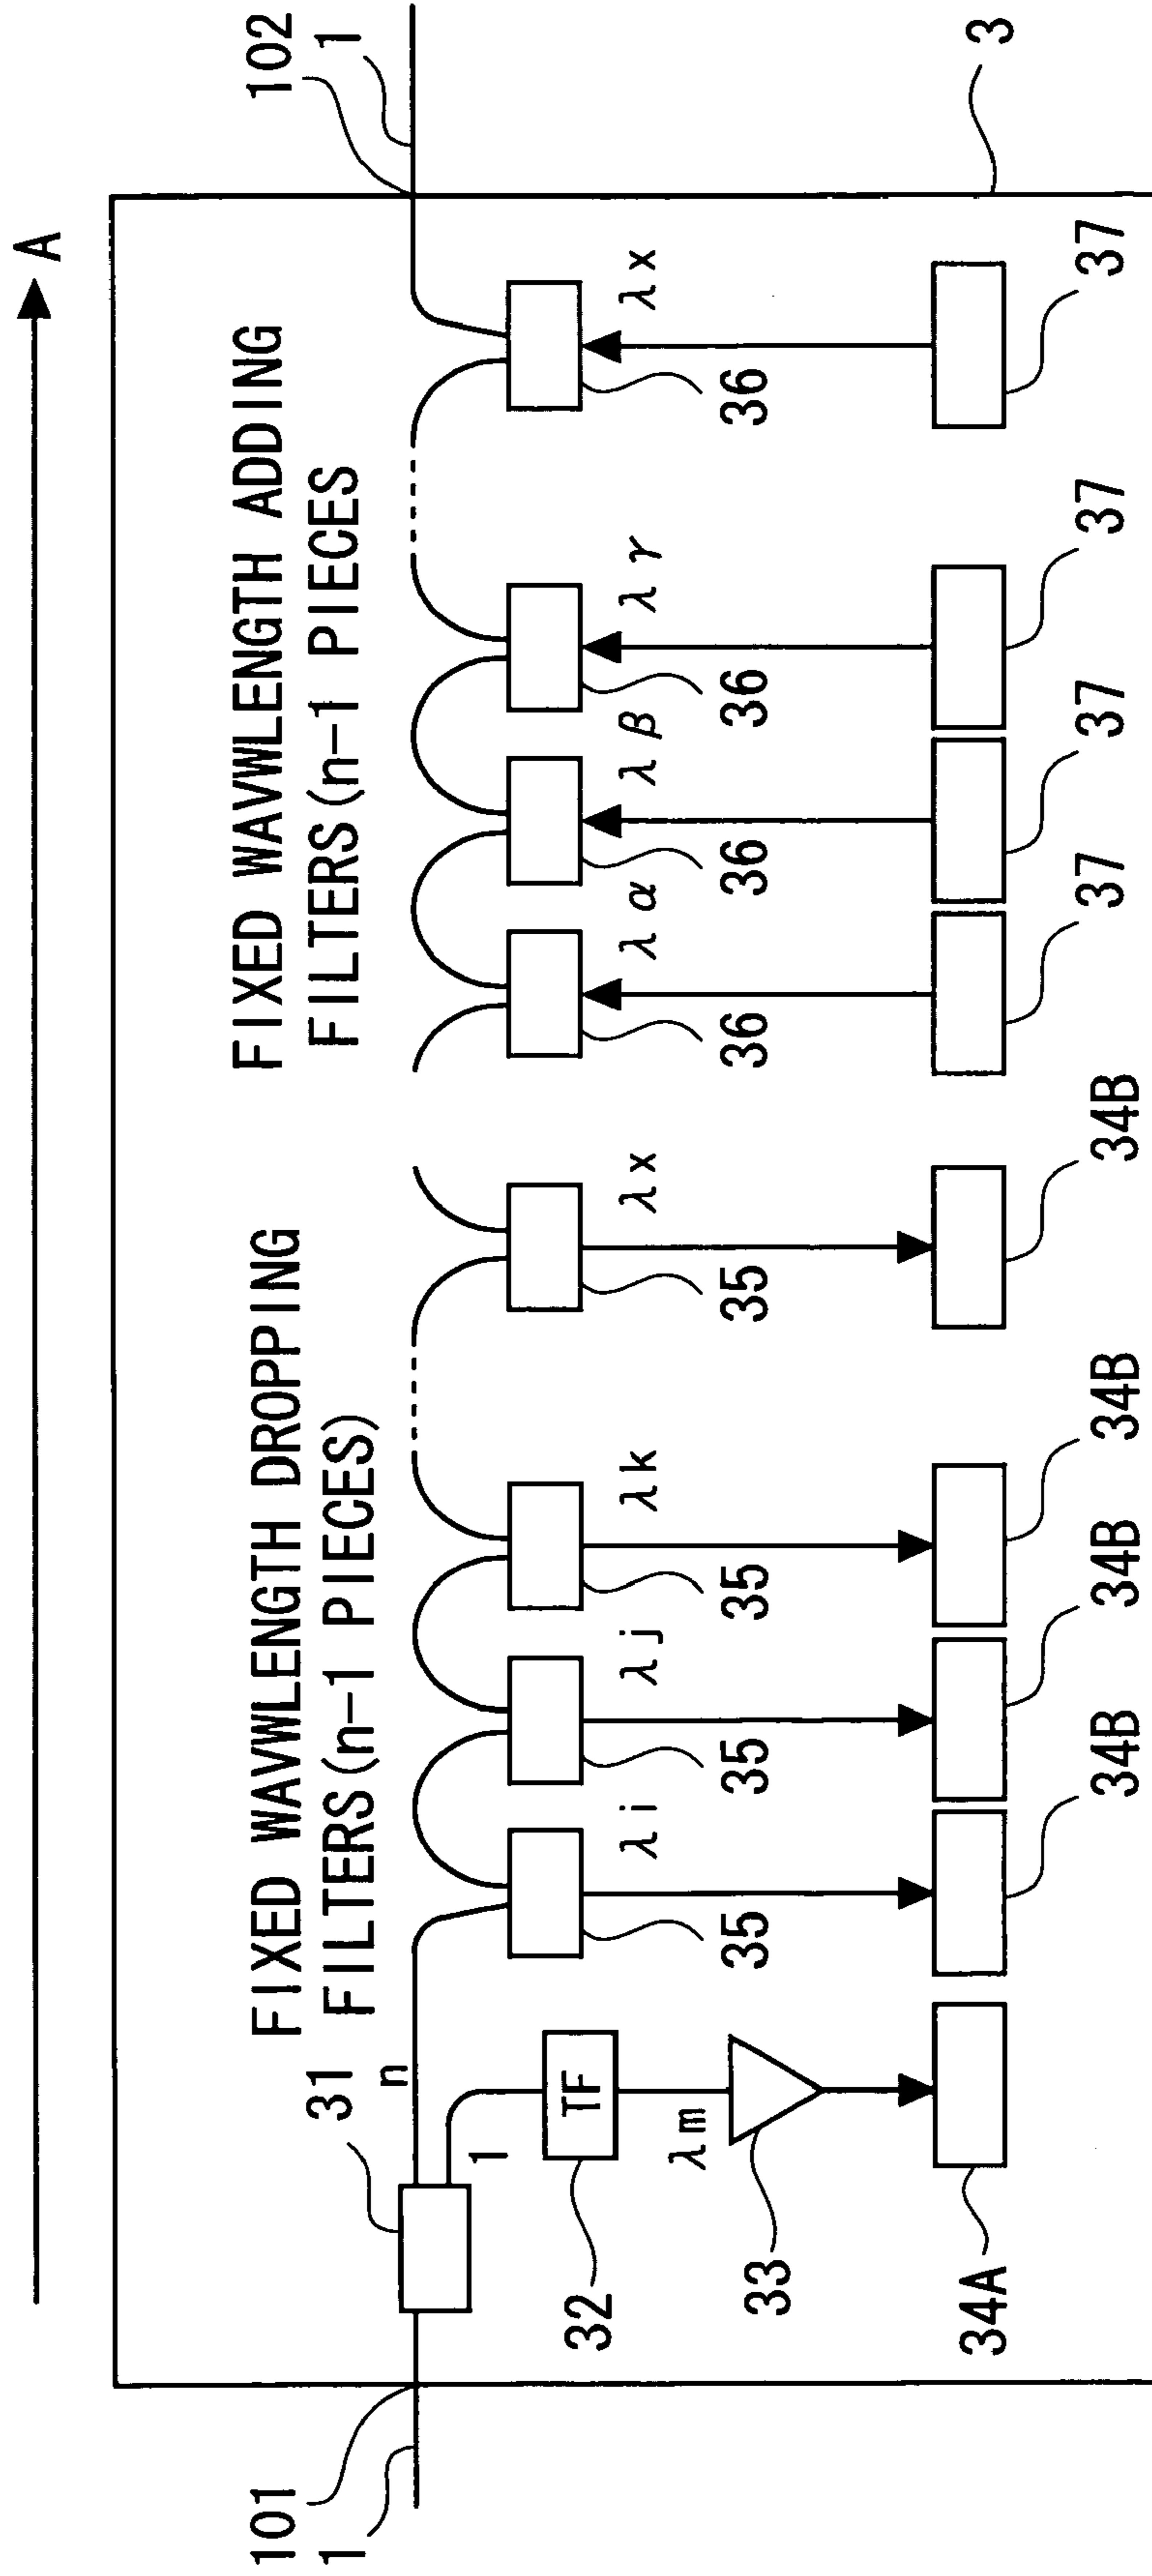 A
101
1
31
n
1
FIXED WAVWLENGTH DROPPING
FILTERS(n-1 PIECES)
FIXED WAVWLENGTH ADDING
FILTERS(n-1 PIECES
102
1
32
TF
λm
33
34A
35
λi
35
λj
35
λk
35
λx
36
λα
36
λβ
36
λγ
36
λx
34B
34B
34B
34B
37
37
37
37
3